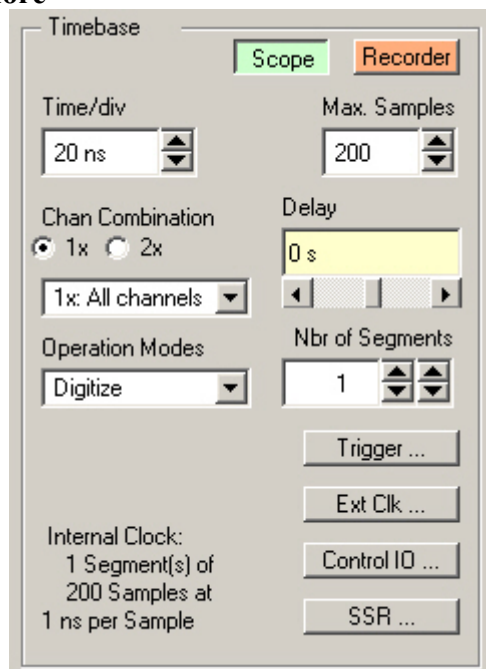 Timebase
Scope Recorder
Time/div Max. Samples
20 ns 200
Chan Combination Delay
1x 2x 0 s
1x: All channels
Operation Modes Nbr of Segments
Digitize 1
Trigger ...
Ext Clk ...
Internal Clock:
1 Segment(s) of Control IO ...
200 Samples at
1 ns per Sample SSR ...